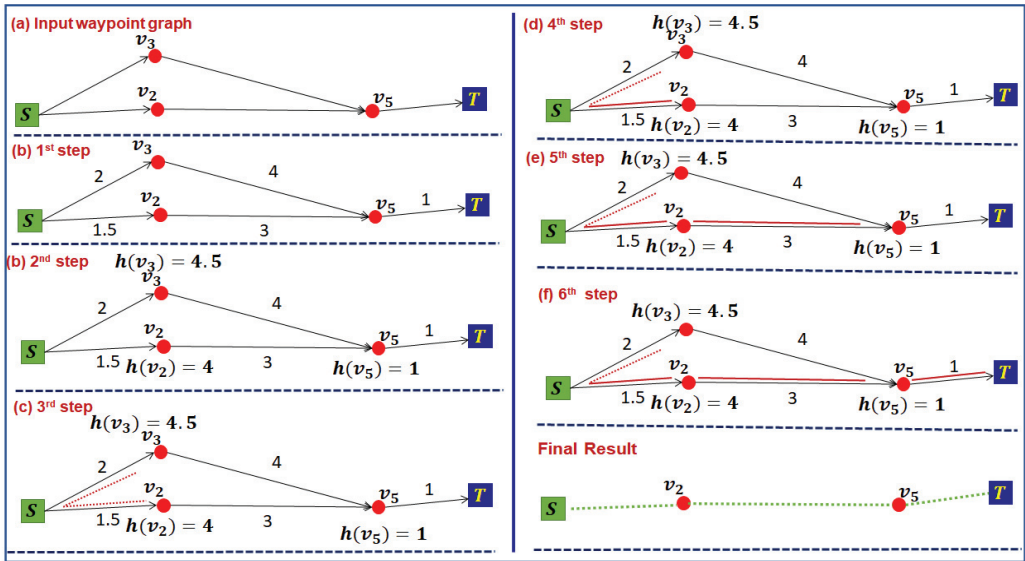 (a) Input waypoint graph
v₃
S
v₂
v₅
T
(b) 1ˢᵗ step
v₃
2
4
S
v₂
v₅
1
T
1.5
3
(b) 2ⁿᵈ step
h(v₃) = 4.5
v₃
2
4
S
v₂
v₅
1
T
1.5
h(v₂) = 4
3
h(v₅) = 1
(c) 3ʳᵈ step
h(v₃) = 4.5
v₃
2
4
S
v₂
v₅
1
T
1.5
h(v₂) = 4
3
h(v₅) = 1
(d) 4ᵗʰ step
h(v₃) = 4.5
v₃
2
4
S
v₂
v₅
1
T
1.5
h(v₂) = 4
3
h(v₅) = 1
(e) 5ᵗʰ step
h(v₃) = 4.5
2
4
S
v₂
v₅
1
T
1.5
h(v₂) = 4
3
h(v₅) = 1
(f) 6ᵗʰ step
h(v₃) = 4.5
2
4
S
v₂
v₅
1
T
1.5
h(v₂) = 4
3
h(v₅) = 1
Final Result
S
v₂
v₅
T